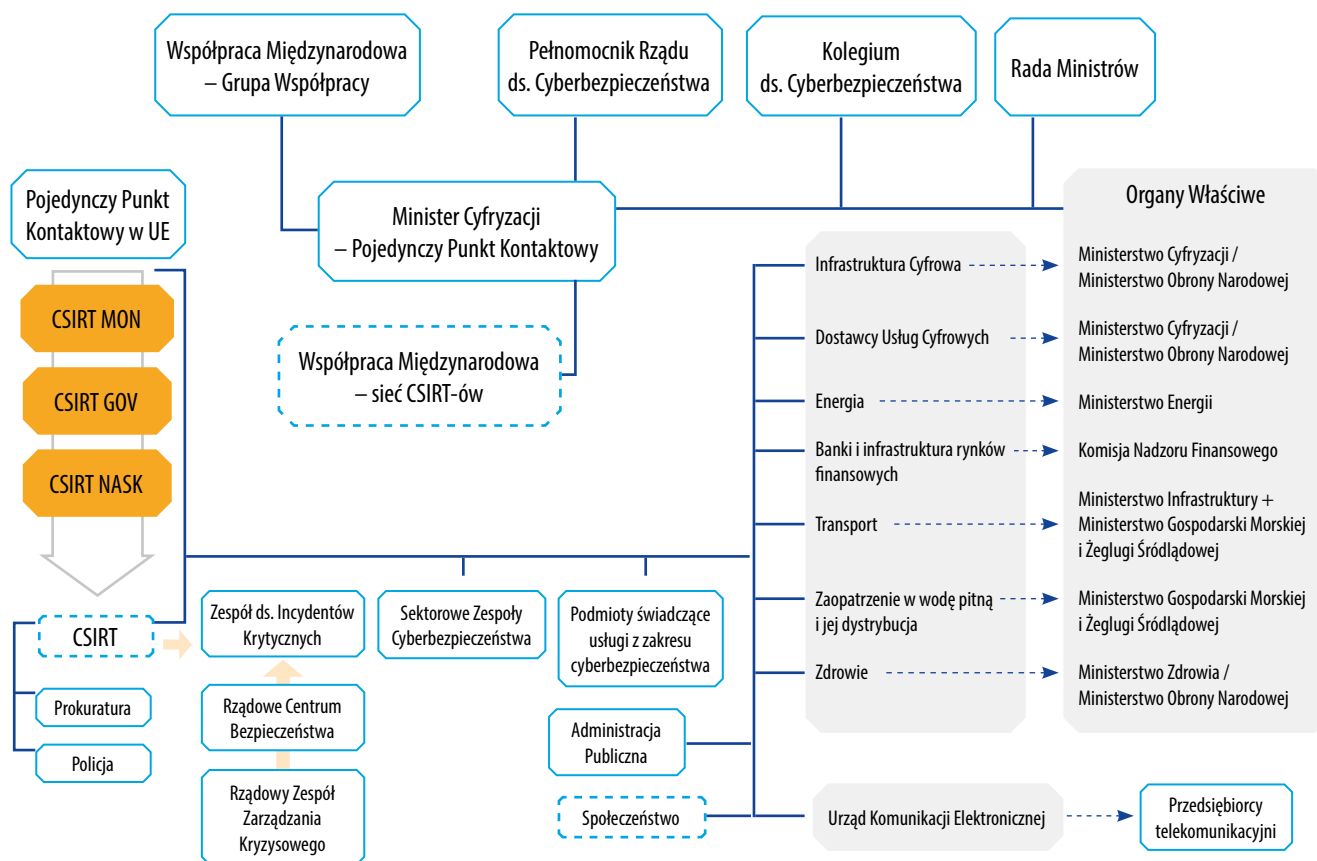 Współpraca Międzynarodowa
– Grupa Współpracy
Pełnomocnik Rządu
ds. Cyberbezpieczeństwa
Kolegium
ds. Cyberbezpieczeństwa
Rada Ministrów
Pojedynczy Punkt
Kontaktowy w UE
Minister Cyfryzacji
– Pojedynczy Punkt Kontaktowy
Organy Właściwe
CSIRT MON
CSIRT GOV
CSIRT NASK
Współpraca Międzynarodowa
– sieć CSIRT-ów
Infrastruktura Cyfrowa
Ministerstwo Cyfryzacji /
Ministerstwo Obrony Narodowej
Dostawcy Usług Cyfrowych
Ministerstwo Cyfryzacji /
Ministerstwo Obrony Narodowej
Energia
Ministerstwo Energii
Banki i infrastruktura rynków
finansowych
Komisja Nadzoru Finansowego
Transport
Ministerstwo Infrastruktury +
Ministerstwo Gospodarski Morskiej
i Żeglugi Śródlądowej
Zaopatrzenie w wodę pitną
i jej dystrybucja
Ministerstwo Gospodarski Morskiej
i Żeglugi Śródlądowej
Zdrowie
Ministerstwo Zdrowia /
Ministerstwo Obrony Narodowej
CSIRT
Prokuratura
Policja
Zespół ds. Incydentów
Krytycznych
Rządowe Centrum
Bezpieczeństwa
Rządowy Zespół
Zarządzania
Kryzysowego
Sektorowe Zespoły
Cyberbezpieczeństwa
Podmioty świadczące
usługi z zakresu
cyberbezpieczeństwa
Administracja
Publiczna
Społeczeństwo
Urząd Komunikacji Elektronicznej
Przedsiębiorcy
telekomunikacyjni